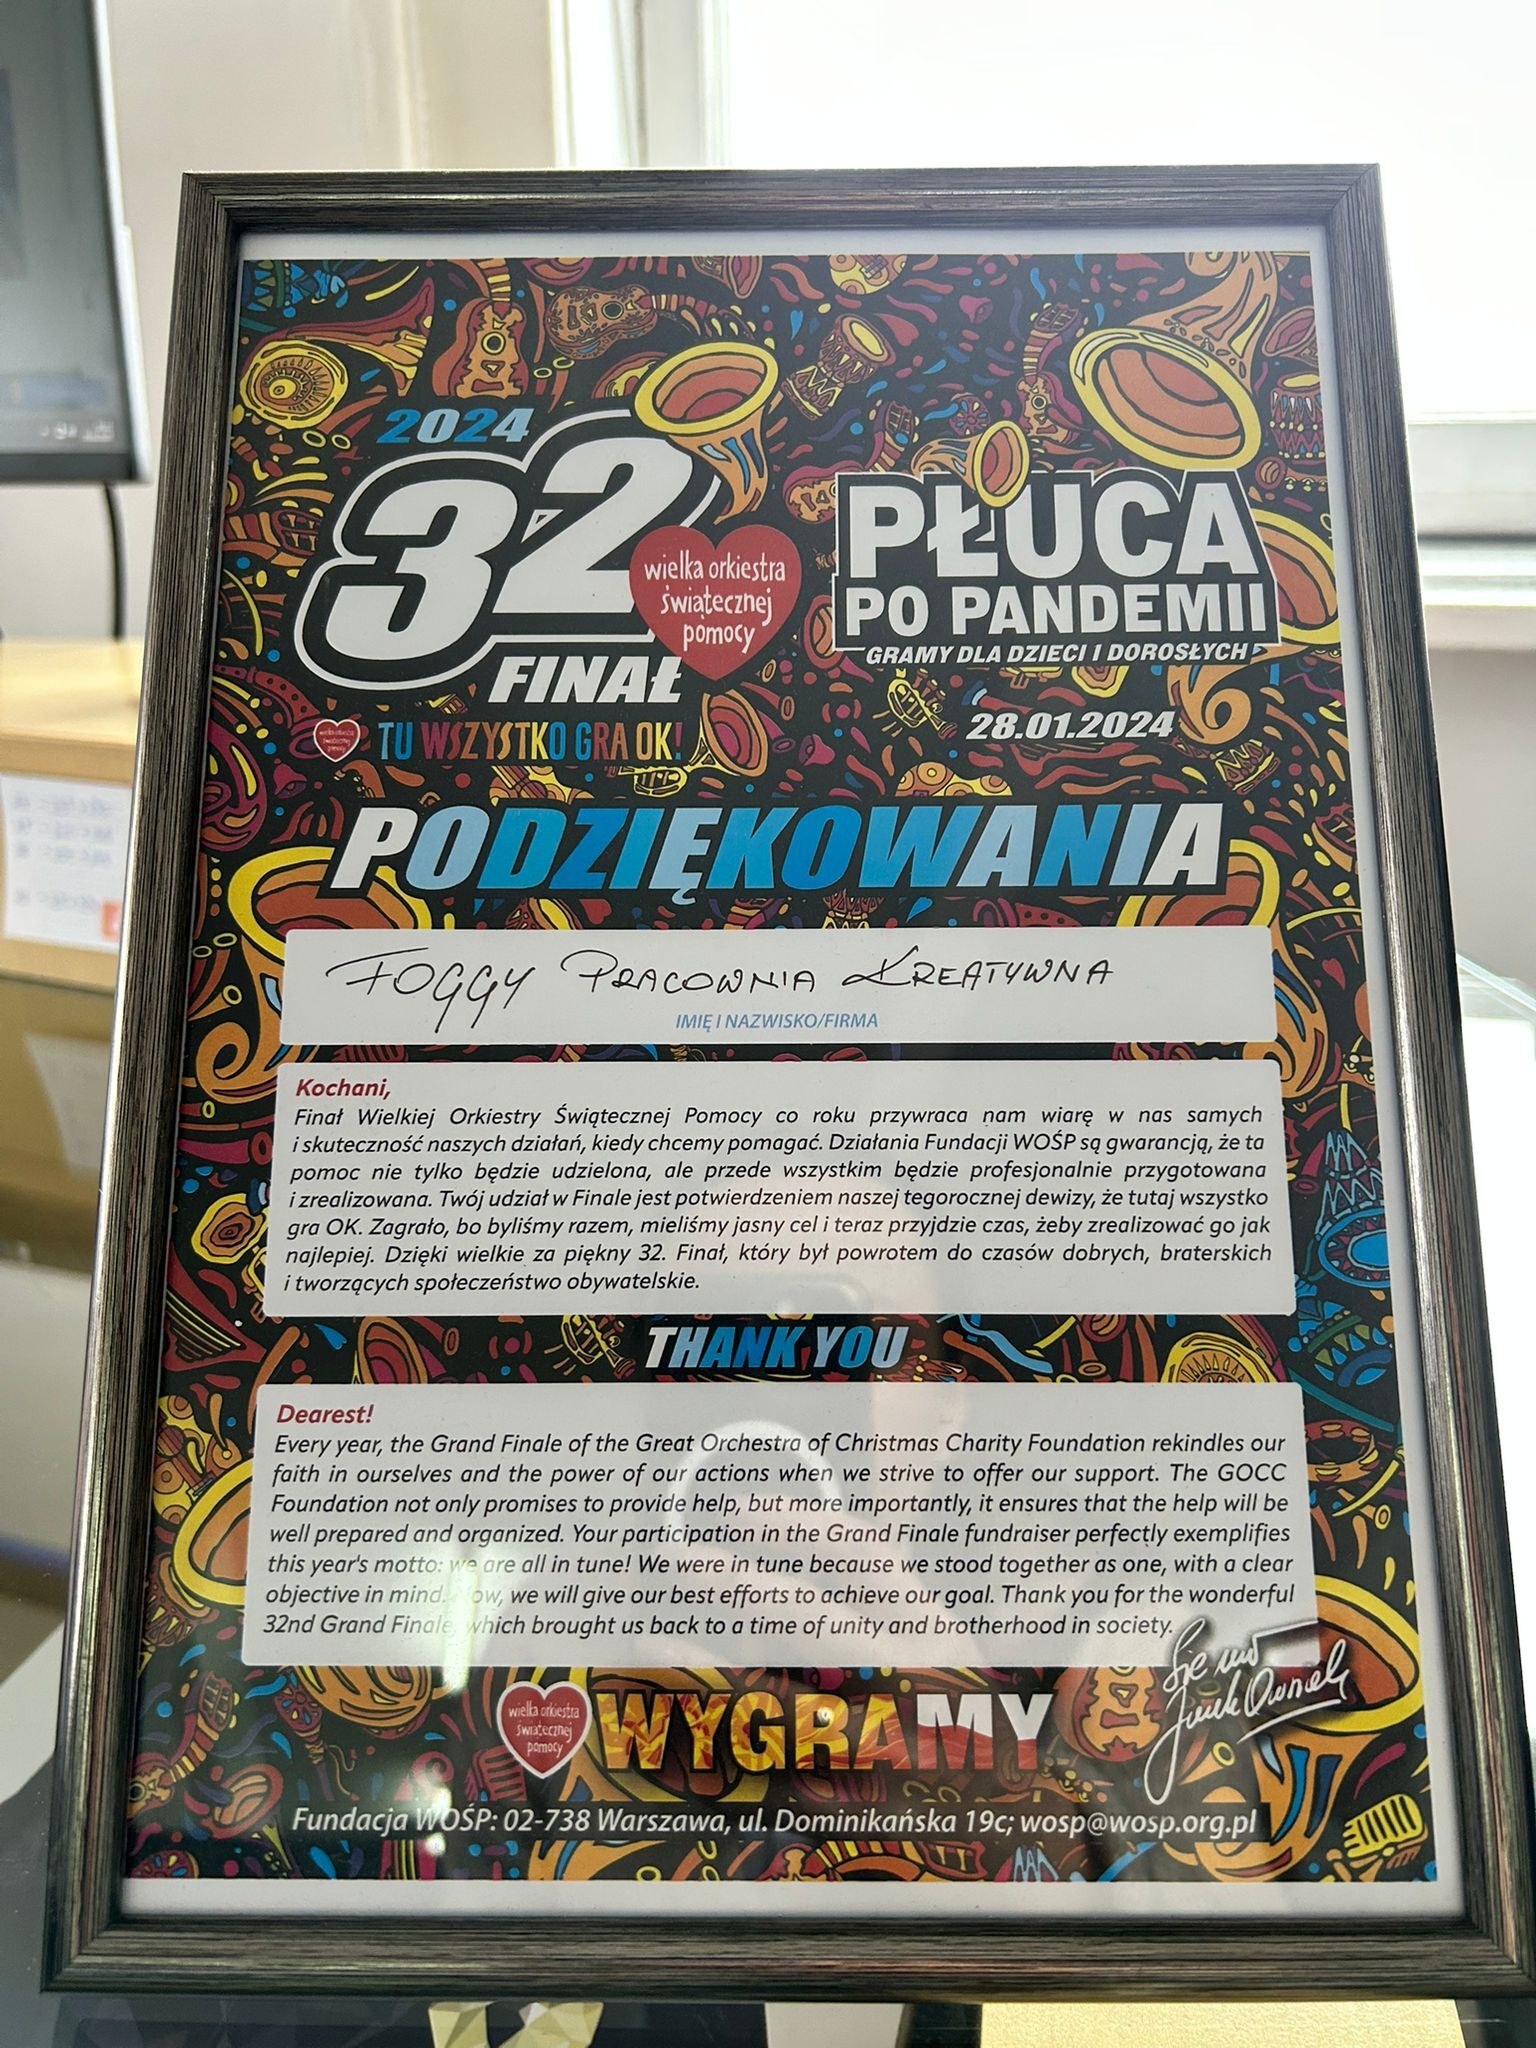 2024
32
FINAŁ
wielka orkiestra
świątecznej
pomocy
PŁUCA
PO PANDEMII
GRAMY DLA DZIECI I DOROSŁYCH
28.01.2024
wielka orkiestra
świątecznej
pomocy
TU WSZYSTKO GRA OK!
PODZIĘKOWANIA
FOGGY PRACOWNIA KREATYWNA
IMIĘ I NAZWISKO/FIRMA
Kochani,
Finał Wielkiej Orkiestry Świątecznej Pomocy co roku przywraca nam wiarę w nas samych
i skuteczność naszych działań, kiedy chcemy pomagać. Działania Fundacji WOŚP są gwarancją, że ta
pomoc nie tylko będzie udzielona, ale przede wszystkim będzie profesjonalnie przygotowana
i zrealizowana. Twój udział w Finale jest potwierdzeniem naszej tegorocznej dewizy, że tutaj wszystko
gra OK. Zagrało, bo byliśmy razem, mieliśmy jasny cel i teraz przyjdzie czas, żeby zrealizować go jak
najlepiej. Dzięki wielkie za piękny 32. Finał, który był powrotem do czasów dobrych, braterskich
i tworzących społeczeństwo obywatelskie.
THANK YOU
Dearest!
Every year, the Grand Finale of the Great Orchestra of Christmas Charity Foundation rekindles our
faith in ourselves and the power of our actions when we strive to offer our support. The GOCC
Foundation not only promises to provide help, but more importantly, it ensures that the help will be
well prepared and organized. Your participation in the Grand Finale fundraiser perfectly exemplifies
this year's motto: we are all in tune! We were in tune because we stood together as one, with a clear
objective in mind. Now, we will give our best efforts to achieve our goal. Thank you for the wonderful
32nd Grand Finale, which brought us back to a time of unity and brotherhood in society.
Sie ma
Jurek Owsiak
wielka orkiestra
świątecznej
pomocy
WYGRAMY
Fundacja WOŚP: 02-738 Warszawa, ul. Dominikańska 19c; wosp@wosp.org.pl